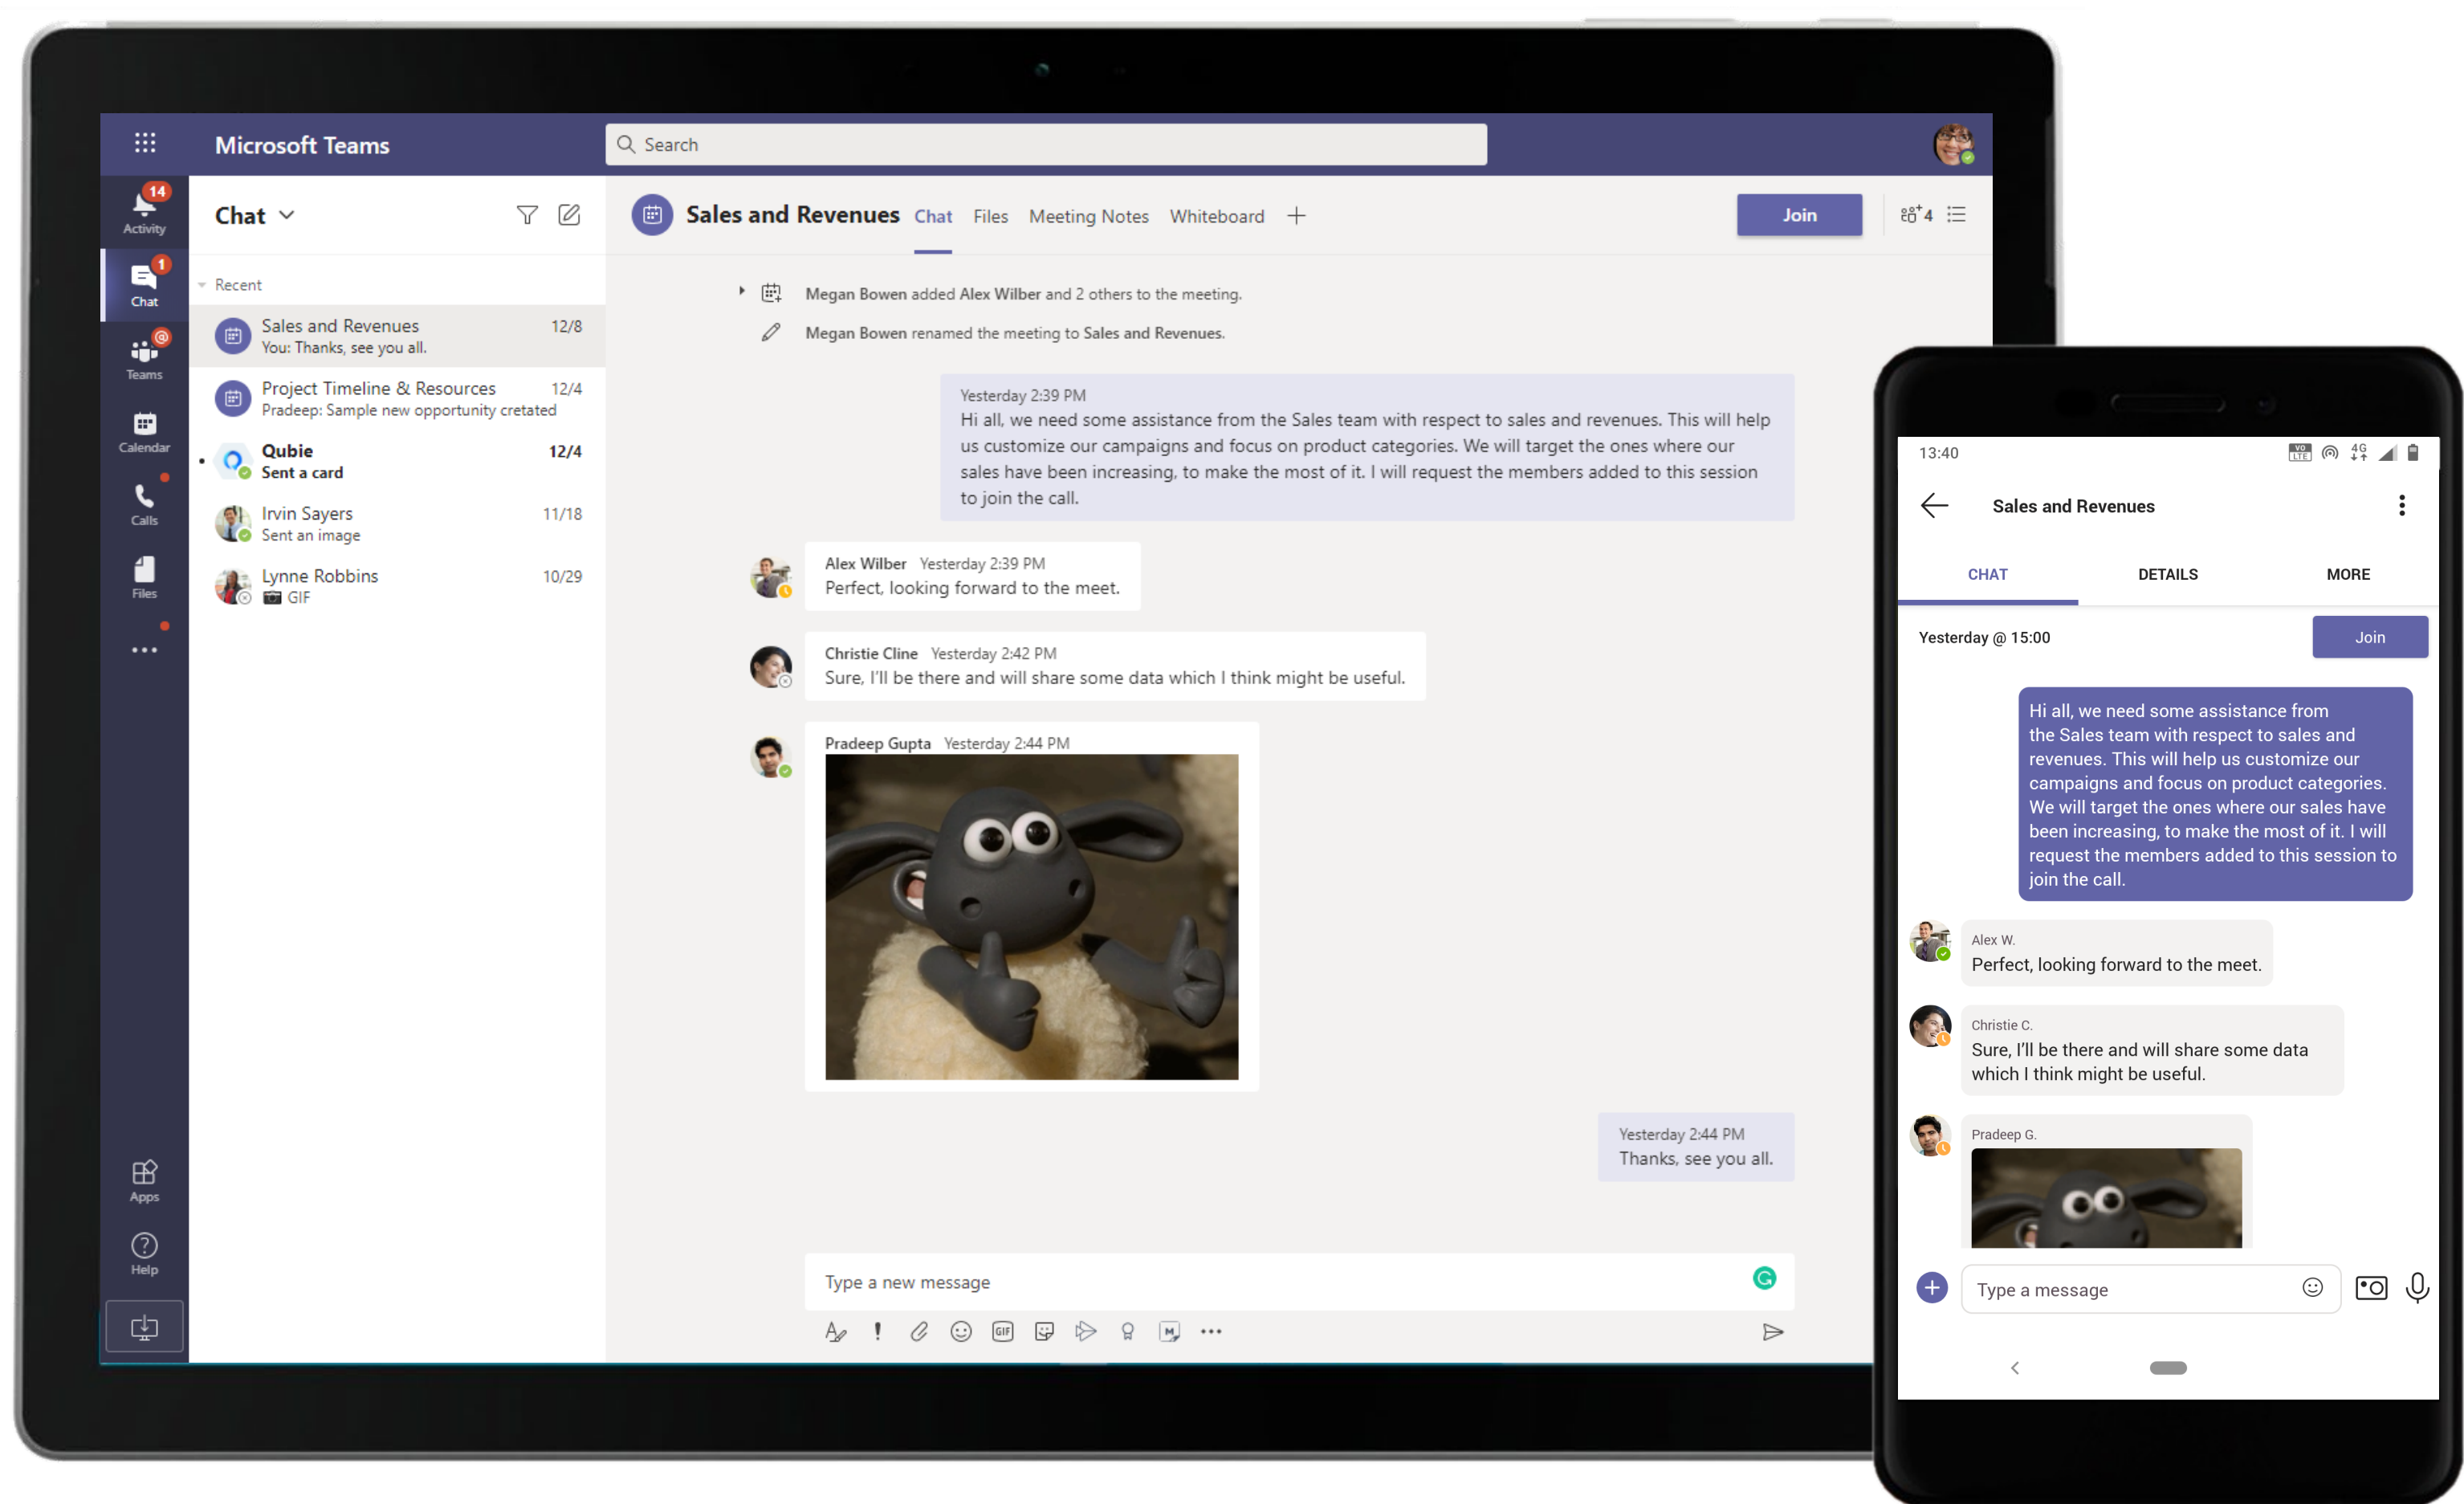 Microsoft Teams
Search
14
Activity
1
Chat
@
Teams
Calendar
Calls
Files
Apps
Help
Chat
Recent
Sales and Revenues 12/8
You: Thanks, see you all.
Project Timeline & Resources 12/4
Pradeep: Sample new opportunity cretated
Qubie 12/4
Sent a card
Irvin Sayers 11/18
Sent an image
Lynne Robbins 10/29
GIF
Sales and Revenues Chat Files Meeting Notes Whiteboard Join 4
Megan Bowen added Alex Wilber and 2 others to the meeting.
Megan Bowen renamed the meeting to Sales and Revenues.
Yesterday 2:39 PM
Hi all, we need some assistance from the Sales team with respect to sales and revenues. This will help
us customize our campaigns and focus on product categories. We will target the ones where our
sales have been increasing, to make the most of it. I will request the members added to this session
to join the call.
Alex Wilber Yesterday 2:39 PM
Perfect, looking forward to the meet.
Christie Cline Yesterday 2:42 PM
Sure, I'll be there and will share some data which I think might be useful.
Pradeep Gupta Yesterday 2:44 PM
Yesterday 2:44 PM
Thanks, see you all.
Type a new message
GIF M
13:40 VO LTE 4G
Sales and Revenues
CHAT DETAILS MORE
Yesterday @ 15:00 Join
Hi all, we need some assistance from
the Sales team with respect to sales and
revenues. This will help us customize our
campaigns and focus on product categories.
We will target the ones where our sales have
been increasing, to make the most of it. I will
request the members added to this session to
join the call.
Alex W.
Perfect, looking forward to the meet.
Christie C.
Sure, I'll be there and will share some data
which I think might be useful.
Pradeep G.
Type a message